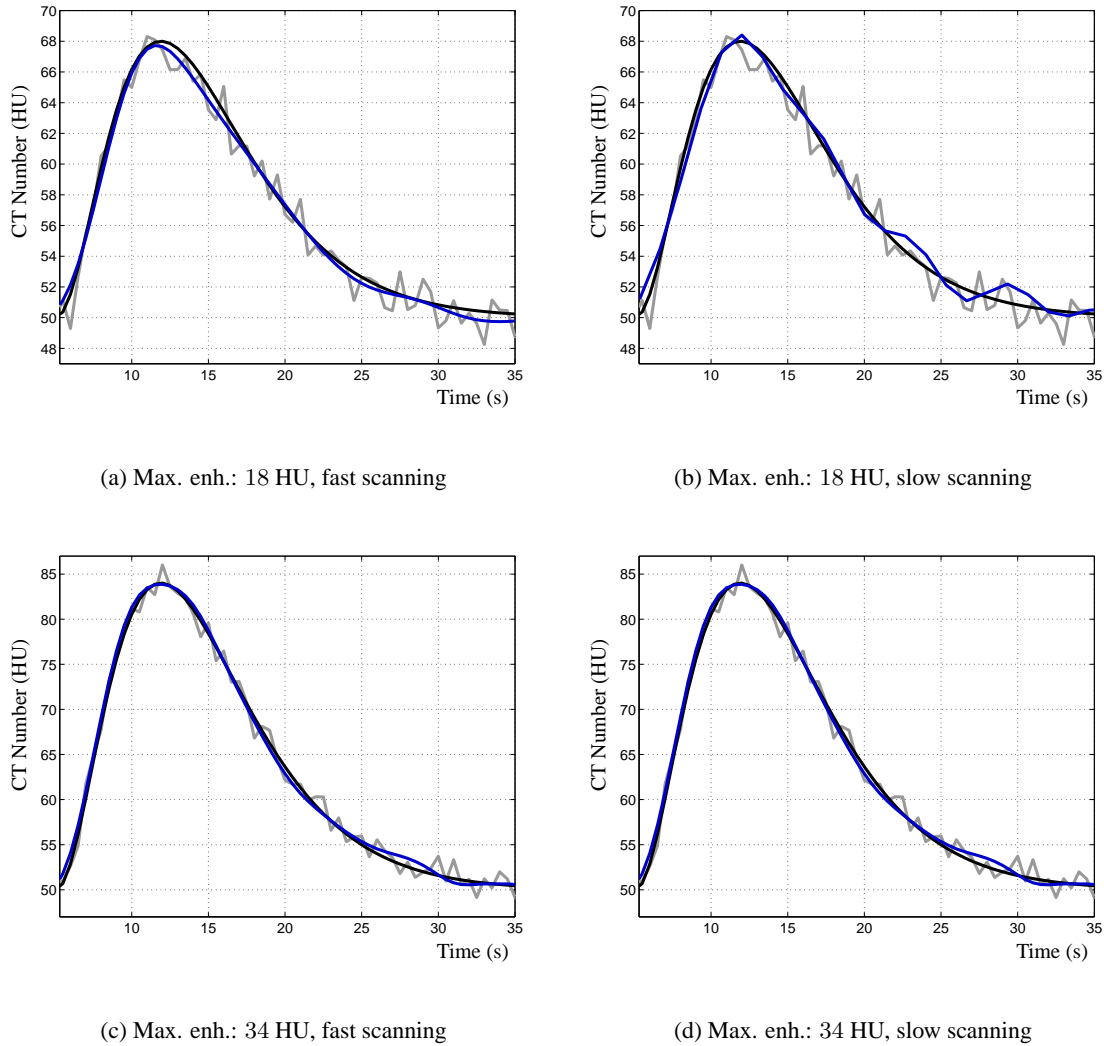 70
68
66
64
62
60
58
56
54
52
50
48
CT Number (HU)
10 15 20 25 30 35
Time (s)
(a) Max. enh.: 18 HU, fast scanning
70
68
66
64
62
60
58
56
54
52
50
48
CT Number (HU)
10 15 20 25 30 35
Time (s)
(b) Max. enh.: 18 HU, slow scanning
85
80
75
70
65
60
55
50
CT Number (HU)
10 15 20 25 30 35
Time (s)
(c) Max. enh.: 34 HU, fast scanning
85
80
75
70
65
60
55
50
CT Number (HU)
10 15 20 25 30 35
Time (s)
(d) Max. enh.: 34 HU, slow scanning